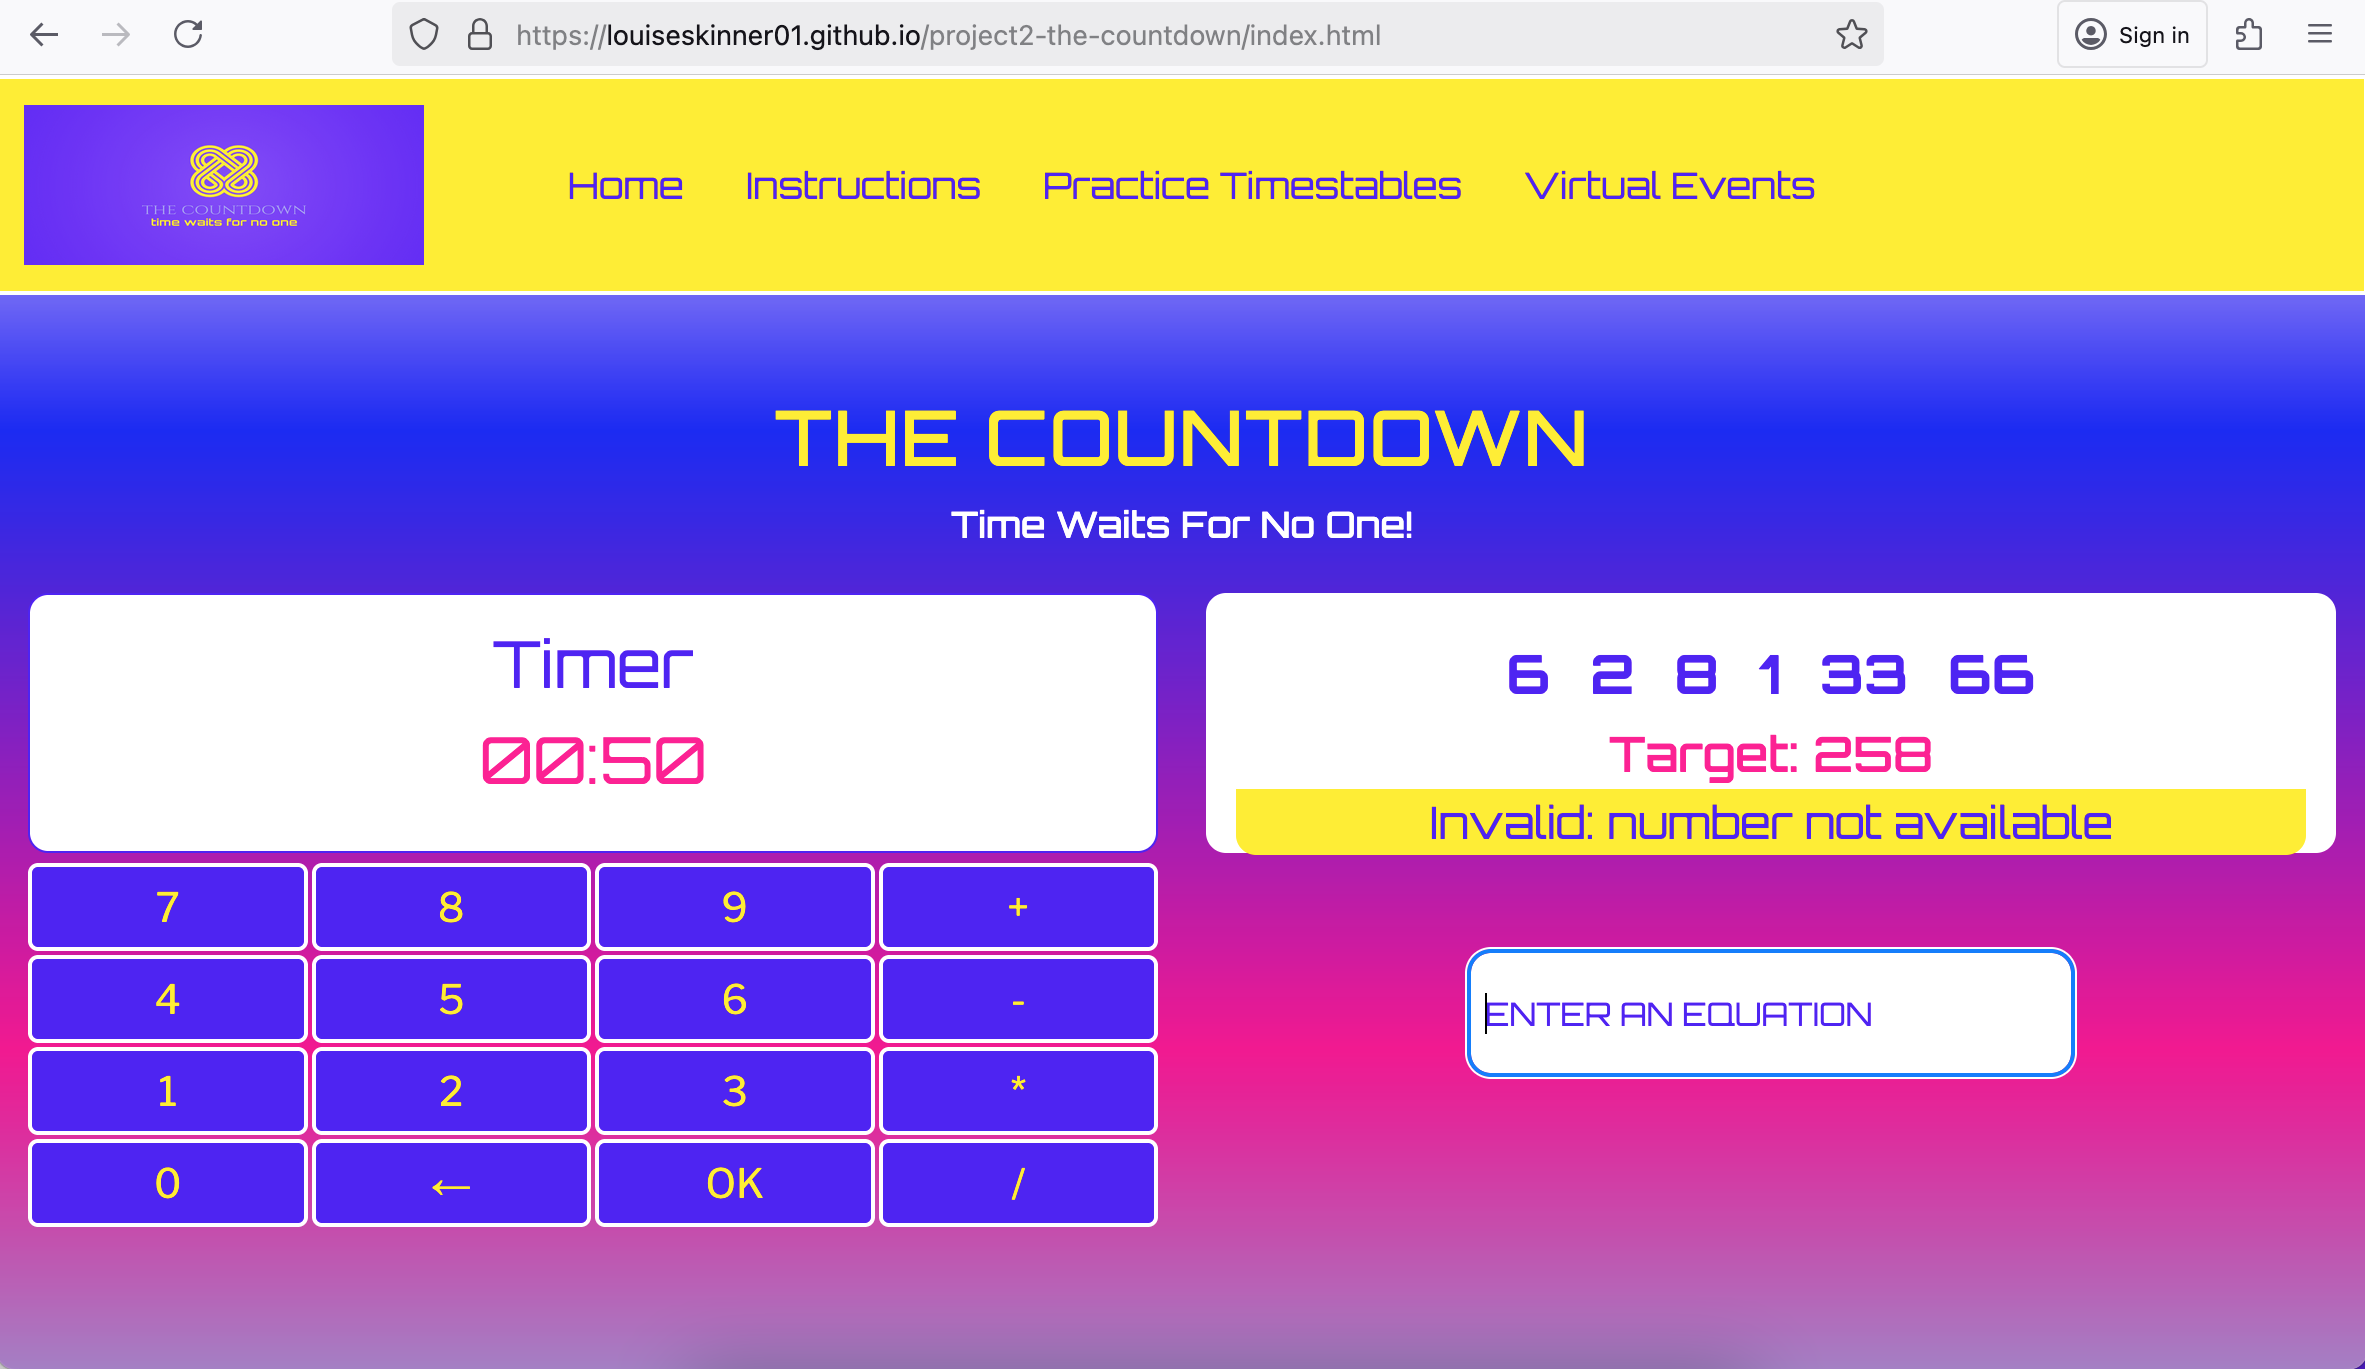 https://louiseskinner01.github.io/project2-the-countdown/index.html
Sign in
THE COUNTDOWN
time waits for no one
Home Instructions Practice Timestables Virtual Events
THE COUNTDOWN
Time Waits For No One!
Timer
00:50
6 2 8 1 33 66
Target: 258
Invalid: number not available
7 8 9 +
4 5 6 -
1 2 3 *
0 ← OK /
ENTER AN EQUATION